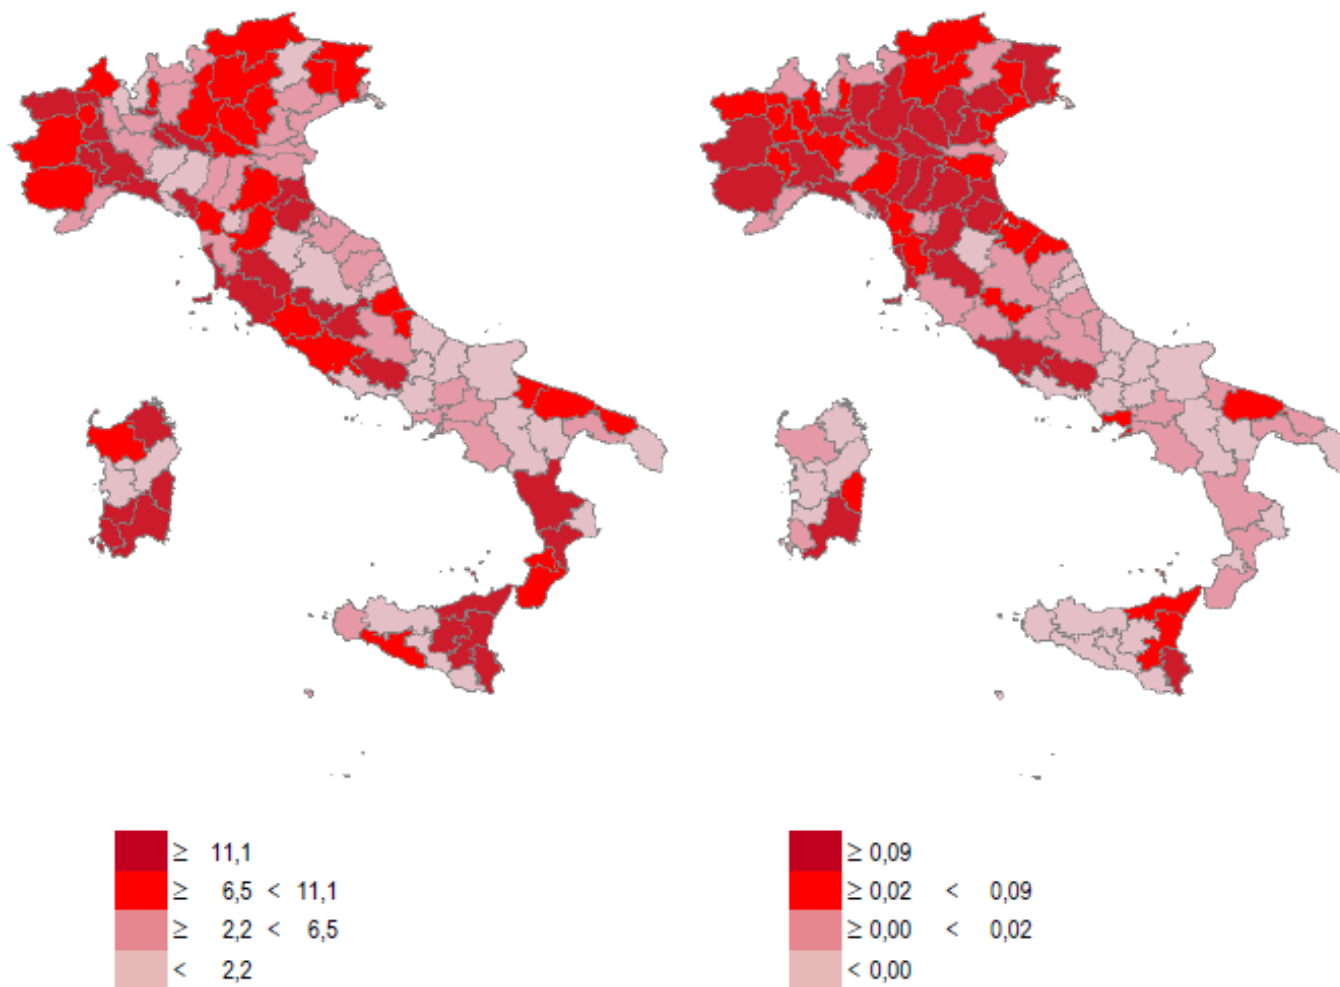 ≥ 11,1
≥ 6,5 < 11,1
≥ 2,2 < 6,5
< 2,2
≥ 0,09
≥ 0,02 < 0,09
≥ 0,00 < 0,02
< 0,00